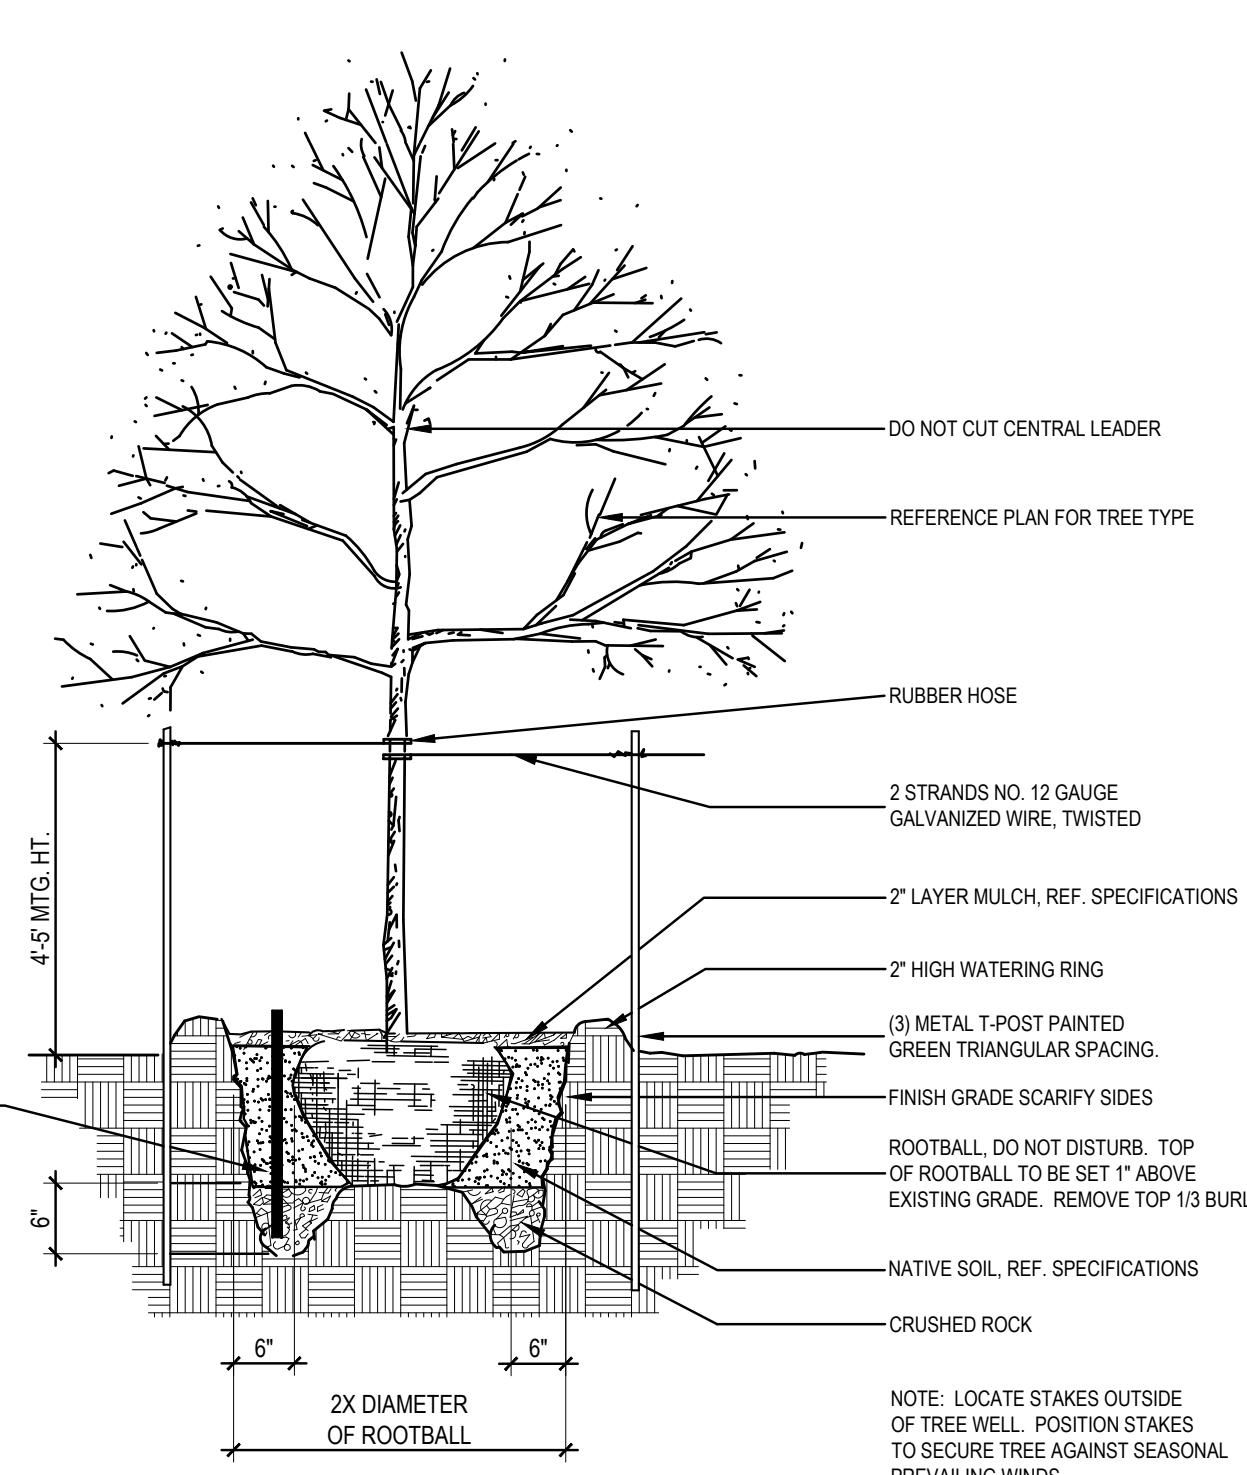 DO NOT CUT CENTRAL LEADER
REFERENCE PLAN FOR TREE TYPE
RUBBER HOSE
2 STRANDS NO. 12 GAUGE
GALVANIZED WIRE, TWISTED
4'-5' MTG. HT.
2" LAYER MULCH, REF. SPECIFICATIONS
2" HIGH WATERING RING
(3) METAL T-POST PAINTED
GREEN TRIANGULAR SPACING.
FINISH GRADE SCARIFY SIDES
ROOTBALL, DO NOT DISTURB. TOP
OF ROOTBALL TO BE SET 1" ABOVE
EXISTING GRADE. REMOVE TOP 1/3
6"
NATIVE SOIL, REF. SPECIFICATIONS
CRUSHED ROCK
6"
6"
2X DIAMETER
OF ROOTBALL
NOTE: LOCATE STAKES OUTSIDE
OF TREE WELL. POSITION STAKES
TO SECURE TREE AGAINST SEASONAL
PREVAILING WINDS